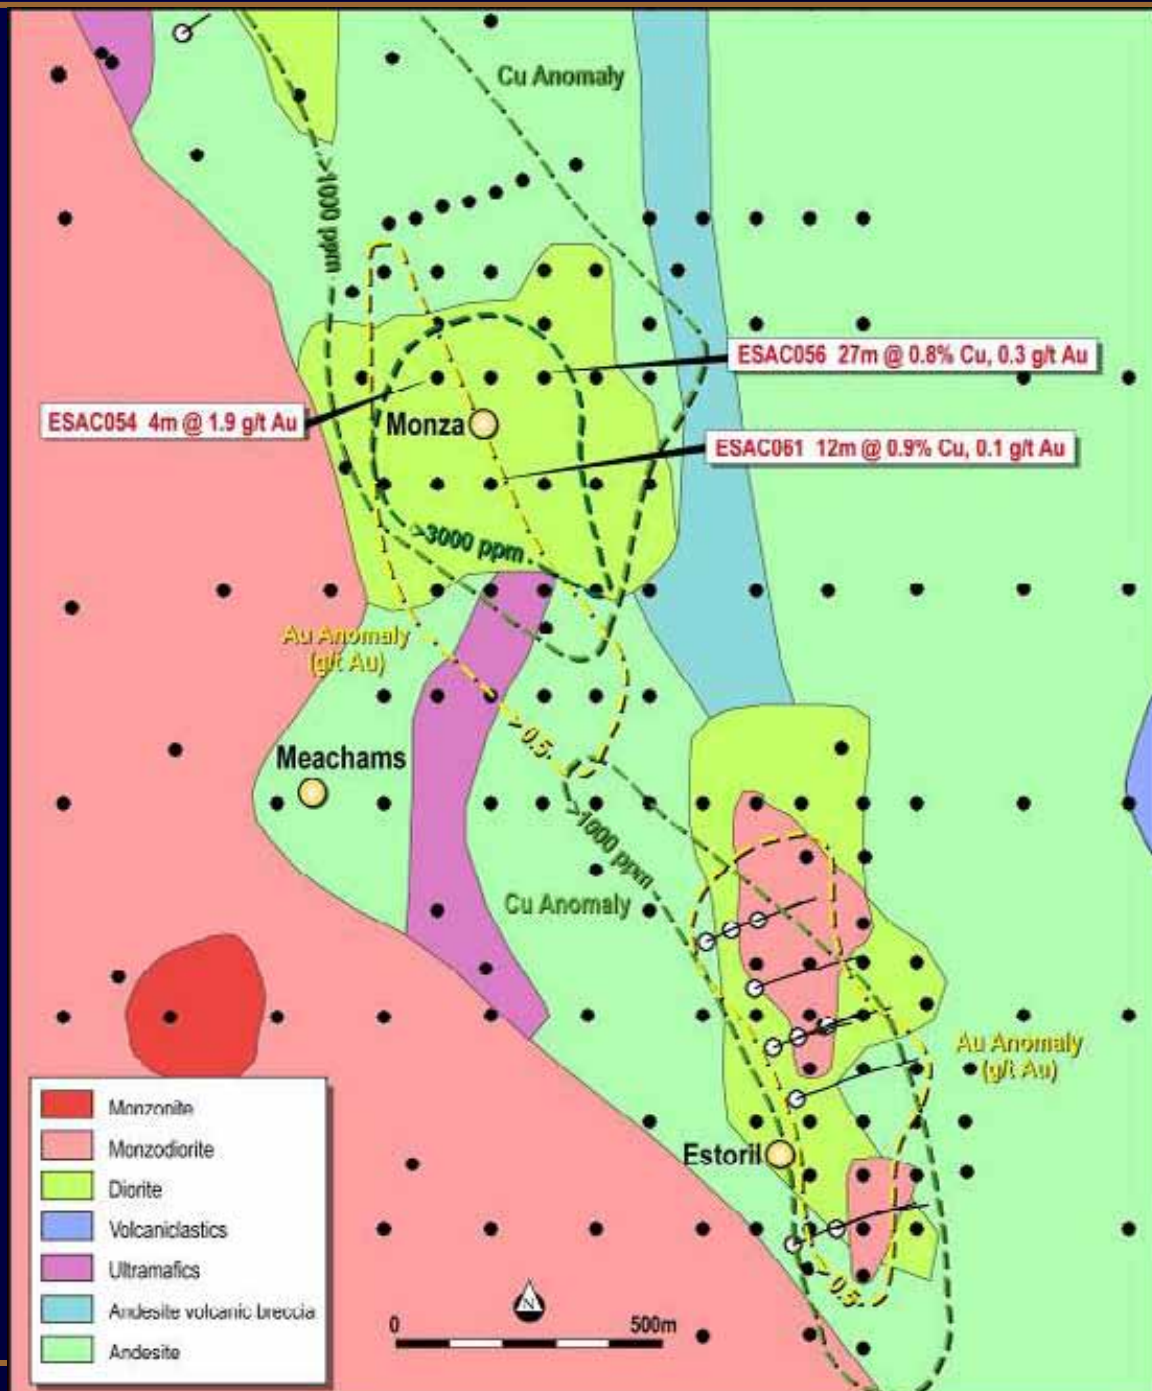 Cu Anomaly
>1000 ppm
ESAC056 27m @ 0.8% Cu, 0.3 g/t Au
ESAC054 4m @ 1.9 g/t Au
Monza
ESAC061 12m @ 0.9% Cu, 0.1 g/t Au
>3000 ppm
Au Anomaly
(g/t Au)
>0.5
Meachams
>1000 ppm
Cu Anomaly
Au Anomaly
(g/t Au)
Estoril
0.5
Monzonite
Monzodiorite
Diorite
Volcaniclastics
Ultramafics
Andesite volcanic breccia
Andesite
N
0 500m